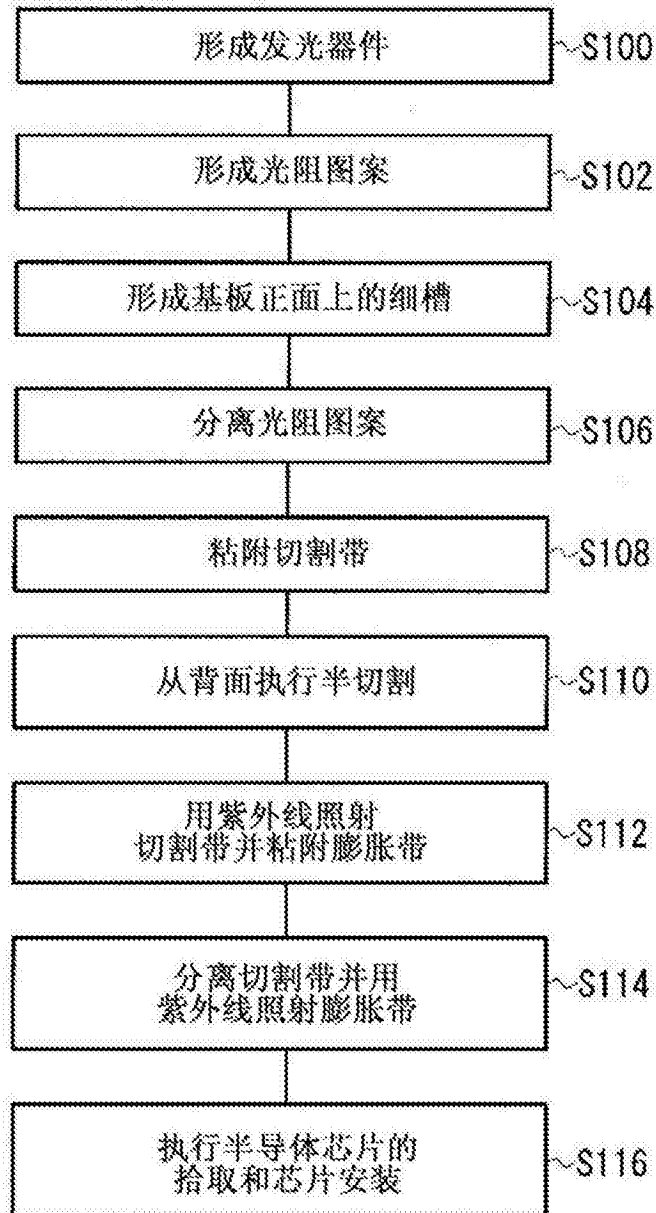 形成发光器件
S100
形成光阻图案
S102
形成基板正面上的细槽
S104
分离光阻图案
S106
粘附切割带
S108
从背面执行半切割
S110
用紫外线照射
切割带并粘附膨胀带
S112
分离切割带并用
紫外线照射膨胀带
S114
执行半导体芯片的
拾取和芯片安装
S116